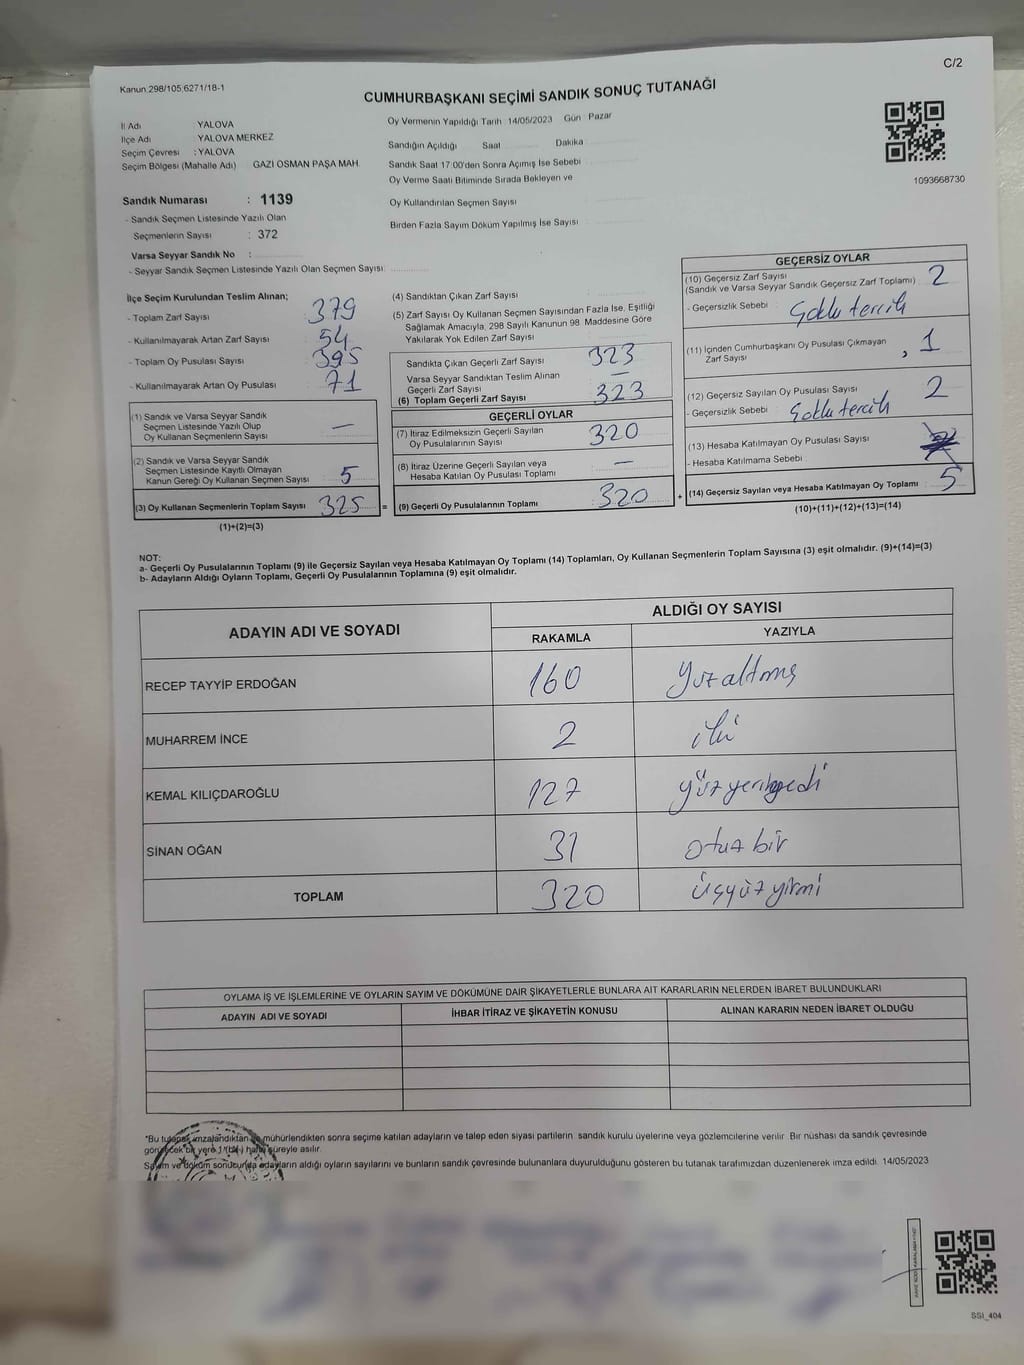 C/2
Kanun 298/105,6271/18-1
CUMHURBAŞKANI SEÇİMİ SANDIK SONUÇ TUTANAĞI
İl Adı YALOVA
İlçe Adı YALOVA MERKEZ
Seçim Çevresi : YALOVA
Seçim Bölgesi (Mahalle Adı) GAZİ OSMAN PAŞA MAH.
Oy Vermenin Yapıldığı Tarih 14/05/2023 Gün Pazar
Sandığın Açıldığı Saat Dakika
Sandık Saat 17:00'den Sonra Açımış İse Sebebi
Oy Verme Saati Bitiminde Sırada Bekleyen ve
Oy Kullandırılan Seçmen Sayısı
Birden Fazla Sayım Döküm Yapılmış İse Sayısı
1093668730
Sandık Numarası : 1139
- Sandık Seçmen Listesinde Yazılı Olan
Seçmenlerin Sayısı : 372
Varsa Seyyar Sandık No :
- Seyyar Sandık Seçmen Listesinde Yazılı Olan Seçmen Sayısı:
İlçe Seçim Kurulundan Teslim Alınan;
- Toplam Zarf Sayısı : 379
- Kullanılmayarak Artan Zarf Sayısı : 54
- Toplam Oy Pusulası Sayısı : 395
- Kullanılmayarak Artan Oy Pusulası : 71
(1) Sandık ve Varsa Seyyar Sandık
Seçmen Listesinde Yazılı Olup
Oy Kullanan Seçmenlerin Sayısı —
(2) Sandık ve Varsa Seyyar Sandık
Seçmen Listesinde Kayıtlı Olmayan
Kanun Gereği Oy Kullanan Seçmen Sayısı 5
(3) Oy Kullanan Seçmenlerin Toplam Sayısı 325 =
(1)+(2)=(3)
(4) Sandıktan Çıkan Zarf Sayısı :
(5) Zarf Sayısı Oy Kullanan Seçmen Sayısından Fazla İse, Eşitliği
Sağlamak Amacıyla, 298 Sayılı Kanunun 98. Maddesine Göre
Yakılarak Yok Edilen Zarf Sayısı
Sandıkta Çıkan Geçerli Zarf Sayısı 323
Varsa Seyyar Sandıktan Teslim Alınan
Geçerli Zarf Sayısı —
(6) Toplam Geçerli Zarf Sayısı 323
GEÇERLİ OYLAR
(7) İtiraz Edilmeksizin Geçerli Sayılan
Oy Pusulalarının Sayısı 320
(8) İtiraz Üzerine Geçerli Sayılan veya
Hesaba Katılan Oy Pusulası Toplamı —
(9) Geçerli Oy Pusulalarının Toplamı 320 +
GEÇERSİZ OYLAR
(10) Geçersiz Zarf Sayısı
(Sandık ve Varsa Seyyar Sandık Geçersiz Zarf Toplamı) : 2
- Geçersizlik Sebebi : Çoklu tercih
(11) İçinden Cumhurbaşkanı Oy Pusulası Çıkmayan
Zarf Sayısı 1
(12) Geçersiz Sayılan Oy Pusulası Sayısı 2
- Geçersizlik Sebebi Çoklu tercih
(13) Hesaba Katılmayan Oy Pusulası Sayısı
- Hesaba Katılmama Sebebi
(14) Geçersiz Sayılan veya Hesaba Katılmayan Oy Toplamı 5
(10)+(11)+(12)+(13)=(14)
NOT:
a- Geçerli Oy Pusulalarının Toplamı (9) ile Geçersiz Sayılan veya Hesaba Katılmayan Oy Toplamı (14) Toplamları, Oy Kullanan Seçmenlerin Toplam Sayısına (3) eşit olmalıdır. (9)+(14)=(3)
b- Adayların Aldığı Oyların Toplamı, Geçerli Oy Pusulalarının Toplamına (9) eşit olmalıdır.
ADAYIN ADI VE SOYADI ALDIĞI OY SAYISI
RAKAMLA YAZIYLA
RECEP TAYYİP ERDOĞAN 160 Yüzaltmış
MUHARREM İNCE 2 iki
KEMAL KILIÇDAROĞLU 127 yüzyirmiyedi
SİNAN OĞAN 31 otuz bir
TOPLAM 320 üçyüzyirmi
OYLAMA İŞ VE İŞLEMLERİNE VE OYLARIN SAYIM VE DÖKÜMÜNE DAİR ŞİKAYETLERLE BUNLARA AİT KARARLARIN NELERDEN İBARET BULUNDUKLARI
ADAYIN ADI VE SOYADI İHBAR İTİRAZ VE ŞİKAYETİN KONUSU ALINAN KARARIN NEDEN İBARET OLDUĞU
*Bu tutanak imzalandıktan ve mühürlendikten sonra seçime katılan adayların ve talep eden siyasi partilerin sandık kurulu üyelerine veya gözlemcilerine verilir. Bir nüshası da sandık çevresinde
görülecek bir yere 1 (bir) hafta süreyle asılır.
Sayım ve döküm sonucunda adayların aldığı oyların sayılarını ve bunların sandık çevresinde bulunanlara duyurulduğunu gösteren bu tutanak tarafımızdan düzenlenerek imza edildi. 14/05/2023
SSI_404